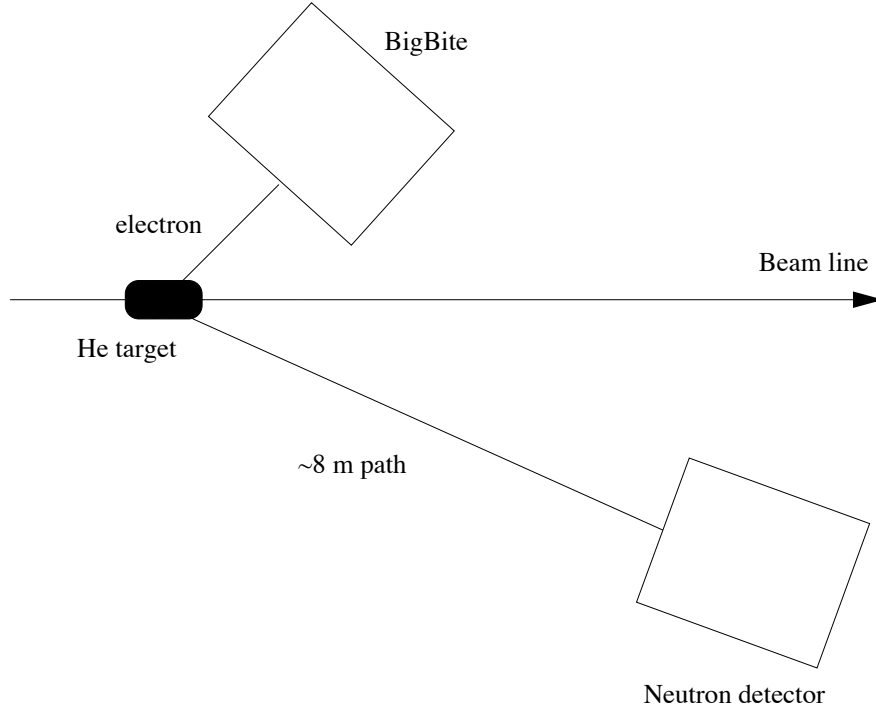 BigBite
electron
Beam line
He target
~8 m path
Neutron detector